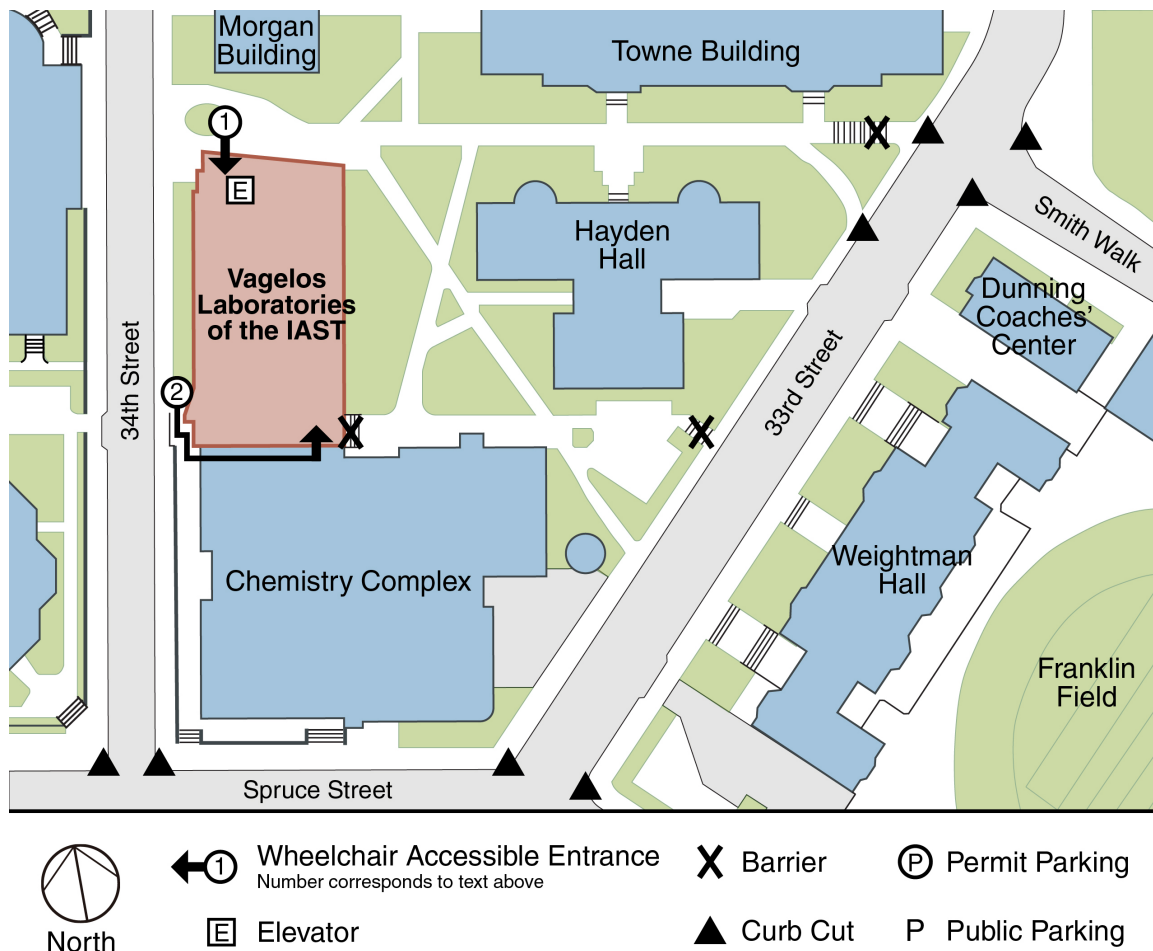 Morgan
Building
Towne Building
1
E
Hayden
Hall
Smith Walk
Vagelos
Laboratories
of the IAST
Dunning
Coaches'
Center
34th Street
2
33rd Street
Chemistry Complex
Weightman
Hall
Franklin
Field
Spruce Street
1 Wheelchair Accessible Entrance
Number corresponds to text above
Barrier
P Permit Parking
North
E Elevator
Curb Cut
P Public Parking